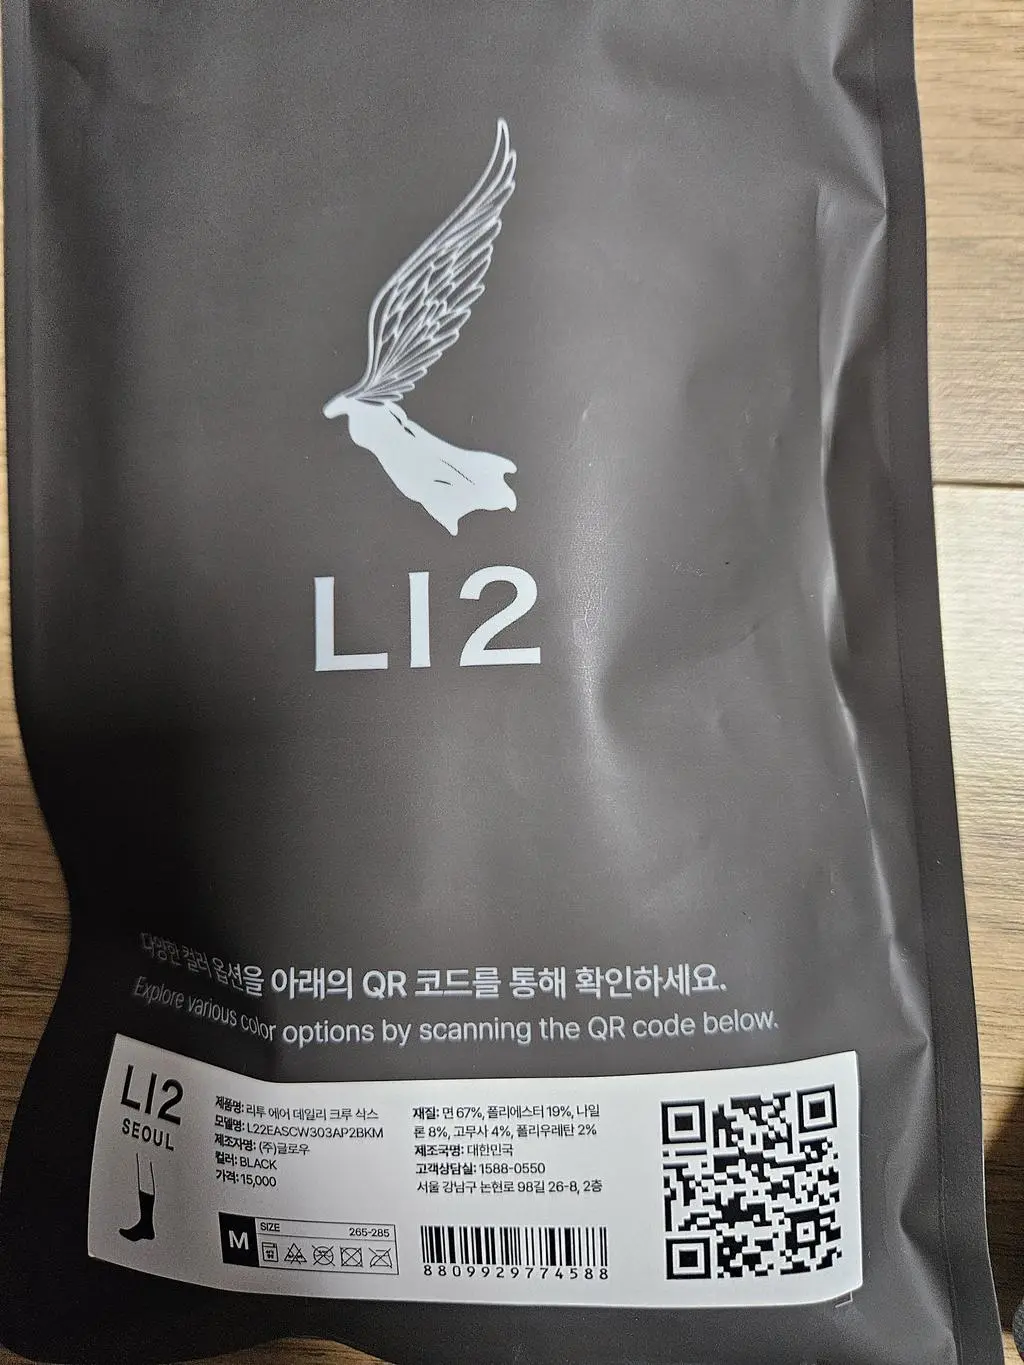 LI2
다양한 컬러 옵션을 아래의 QR 코드를 통해 확인하세요.
Explore various color options by scanning the QR code below.
LI2
SEOUL
제품명: 리투 에어 데일리 크루 삭스
모델명: L22EASCW303AP2BKM
제조자명: (주)글로우
컬러: BLACK
가격: 15,000
M
SIZE 265-285
재질: 면 67%, 폴리에스터 19%, 나일
론 8%, 고무사 4%, 폴리우레탄 2%
제조국명: 대한민국
고객상담실: 1588-0550
서울 강남구 논현로 98길 26-8, 2층
8809929774588